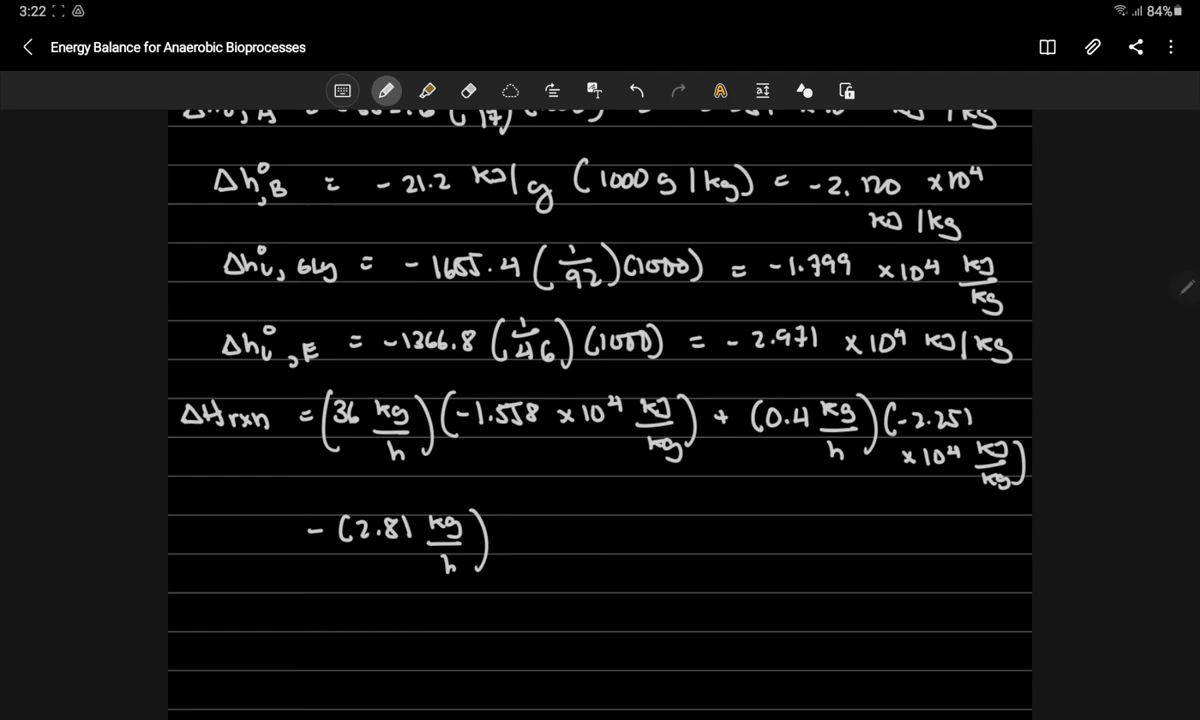 3:22 84%
Energy Balance for Anaerobic Bioprocesses
Δh°,B = -21.2 kJ/g (1000 g/kg) = -2.120 ×10⁴
kJ/kg
Δh°c, Gly = -1655.4 (1/92)(1000) = -1.799 ×10⁴ kJ/kg
Δh°c, E = -1366.8 (1/46)(1000) = -2.971 ×10⁴ kJ/kg
ΔHrxn = (36 kg/h)(-1.558 ×10⁴ kJ/kg) + (0.4 kg/h)(-2.251
×10⁴ kJ/kg)
- (2.81 kg/h)